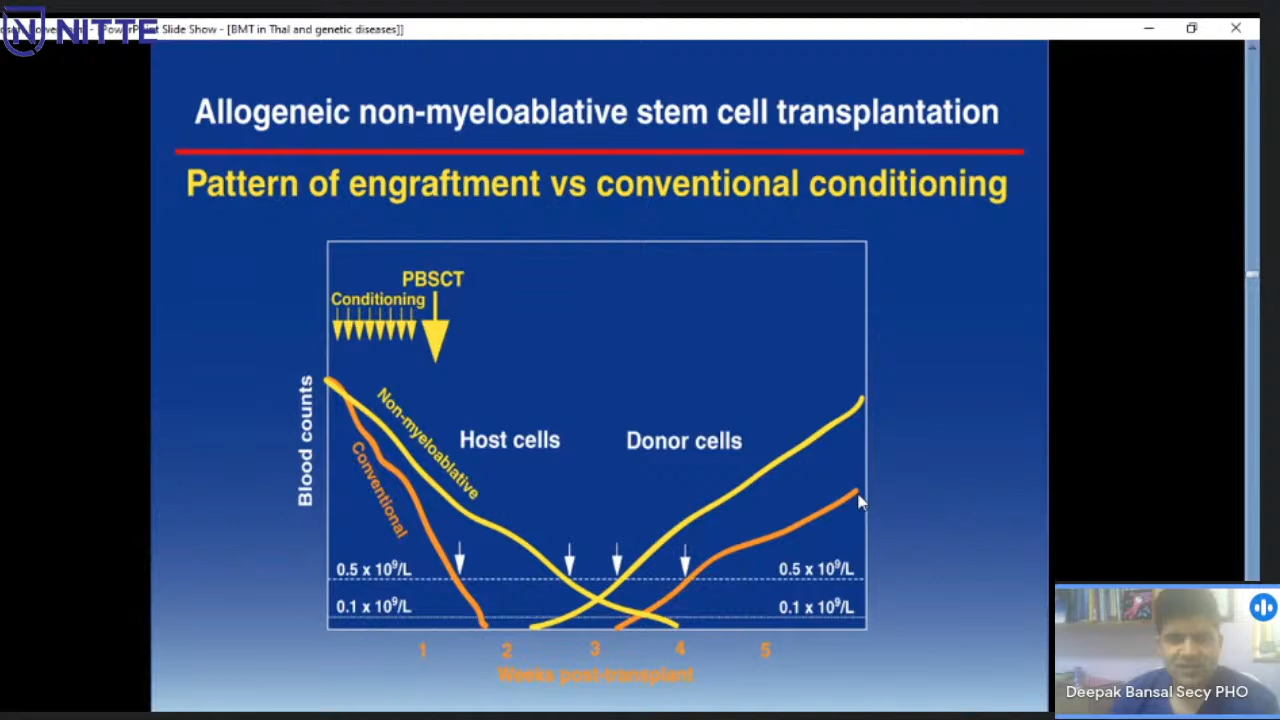 NITTE
PowerPoint Slide Show - [BMT in Thal and genetic diseases]]
Allogeneic non-myeloablative stem cell transplantation
Pattern of engraftment vs conventional conditioning
PBSCT
Conditioning
Blood counts
Non-myeloablative
Conventional
Host cells
Donor cells
0.5 x 10⁹/L
0.5 x 10⁹/L
0.1 x 10⁹/L
0.1 x 10⁹/L
1 2 3 4 5
Weeks post-transplant
Deepak Bansal Secy PHO